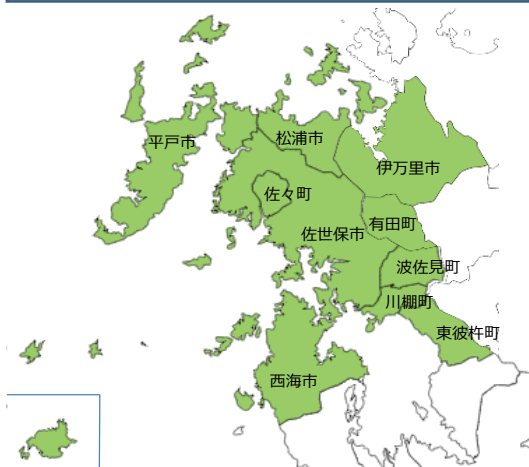 松浦市
平戸市
伊万里市
佐々町
有田町
佐世保市
波佐見町
川棚町
東彼杵町
西海市